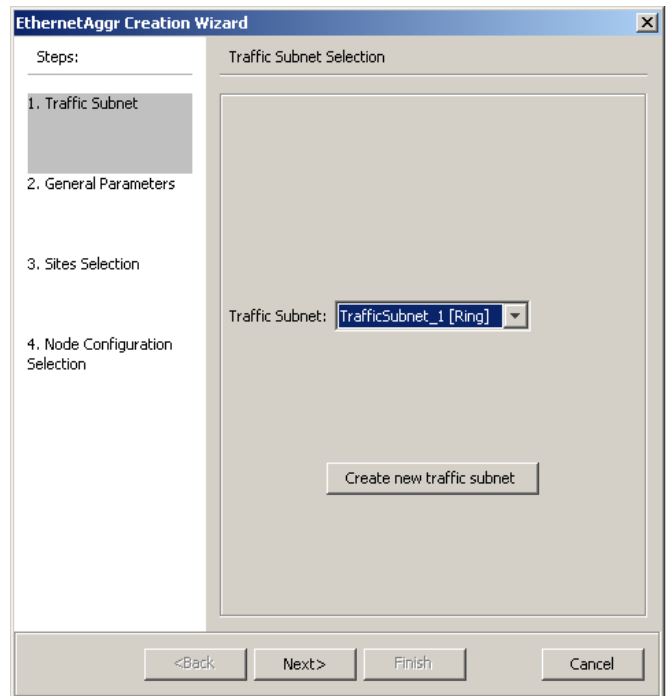 EthernetAggr Creation Wizard
Steps:
Traffic Subnet Selection
1. Traffic Subnet
2. General Parameters
3. Sites Selection
4. Node Configuration
Selection
Traffic Subnet: TrafficSubnet_1 [Ring]
Create new traffic subnet
<Back Next> Finish Cancel